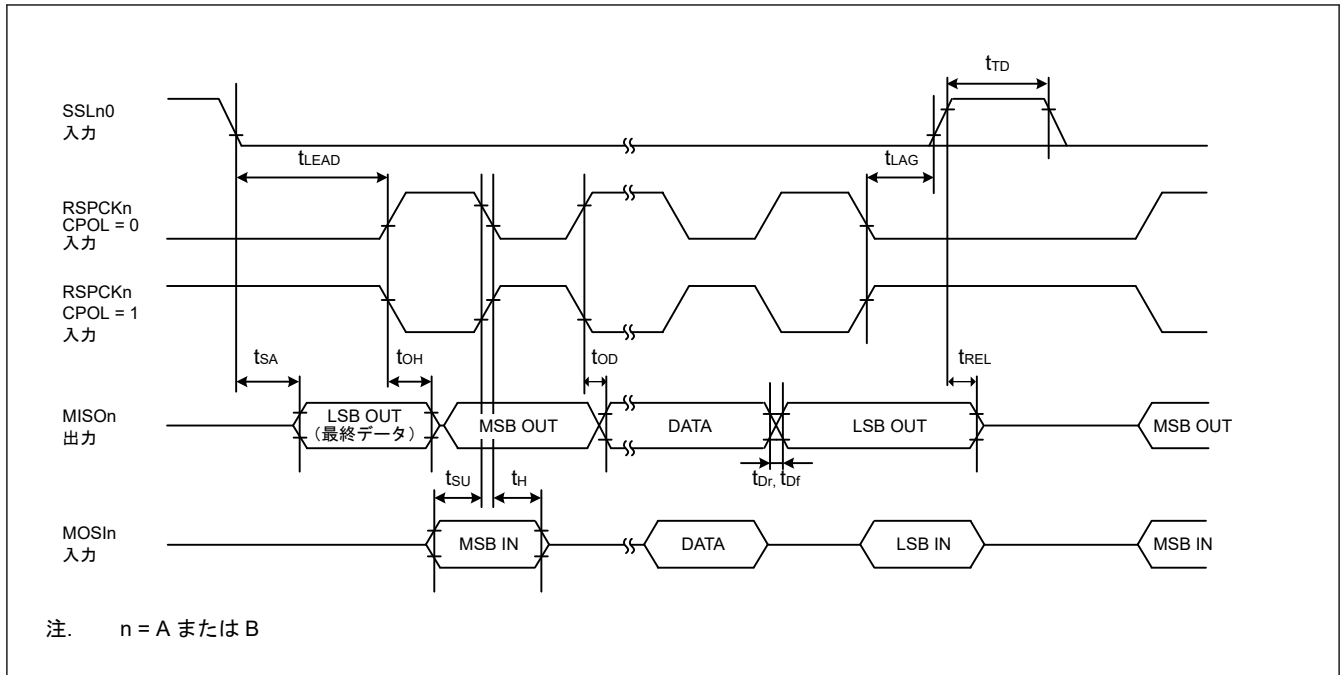 tTD
SSLn0
入力
tLEAD
tLAG
RSPCKn
CPOL = 0
入力
RSPCKn
CPOL = 1
入力
tSA
tOH
tOD
tREL
MISOn
出力
LSB OUT
（最終データ）
MSB OUT
DATA
LSB OUT
MSB OUT
tSU
tH
tDr, tDf
MOSIn
入力
MSB IN
DATA
LSB IN
MSB IN
注. n = A または B